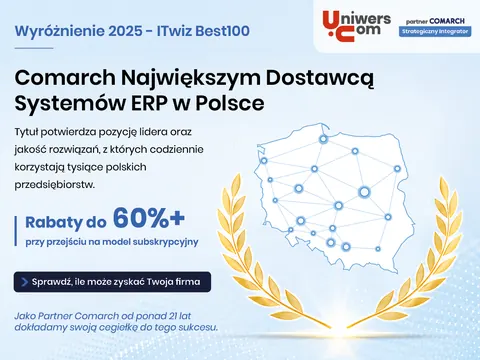 Wyróżnienie 2025 - ITwiz Best100
Uniwers
.Com
partner COMARCH
Strategiczny Integrator
Comarch Największym Dostawcą
Systemów ERP w Polsce
Tytuł potwierdza pozycję lidera oraz
jakość rozwiązań, z których codziennie
korzystają tysiące polskich
przedsiębiorstw.
Rabaty do 60%+
przy przejściu na model subskrypcyjny
Sprawdź, ile może zyskać Twoja firma
Jako Partner Comarch od ponad 21 lat
dokładamy swoją cegiełkę do tego sukcesu.